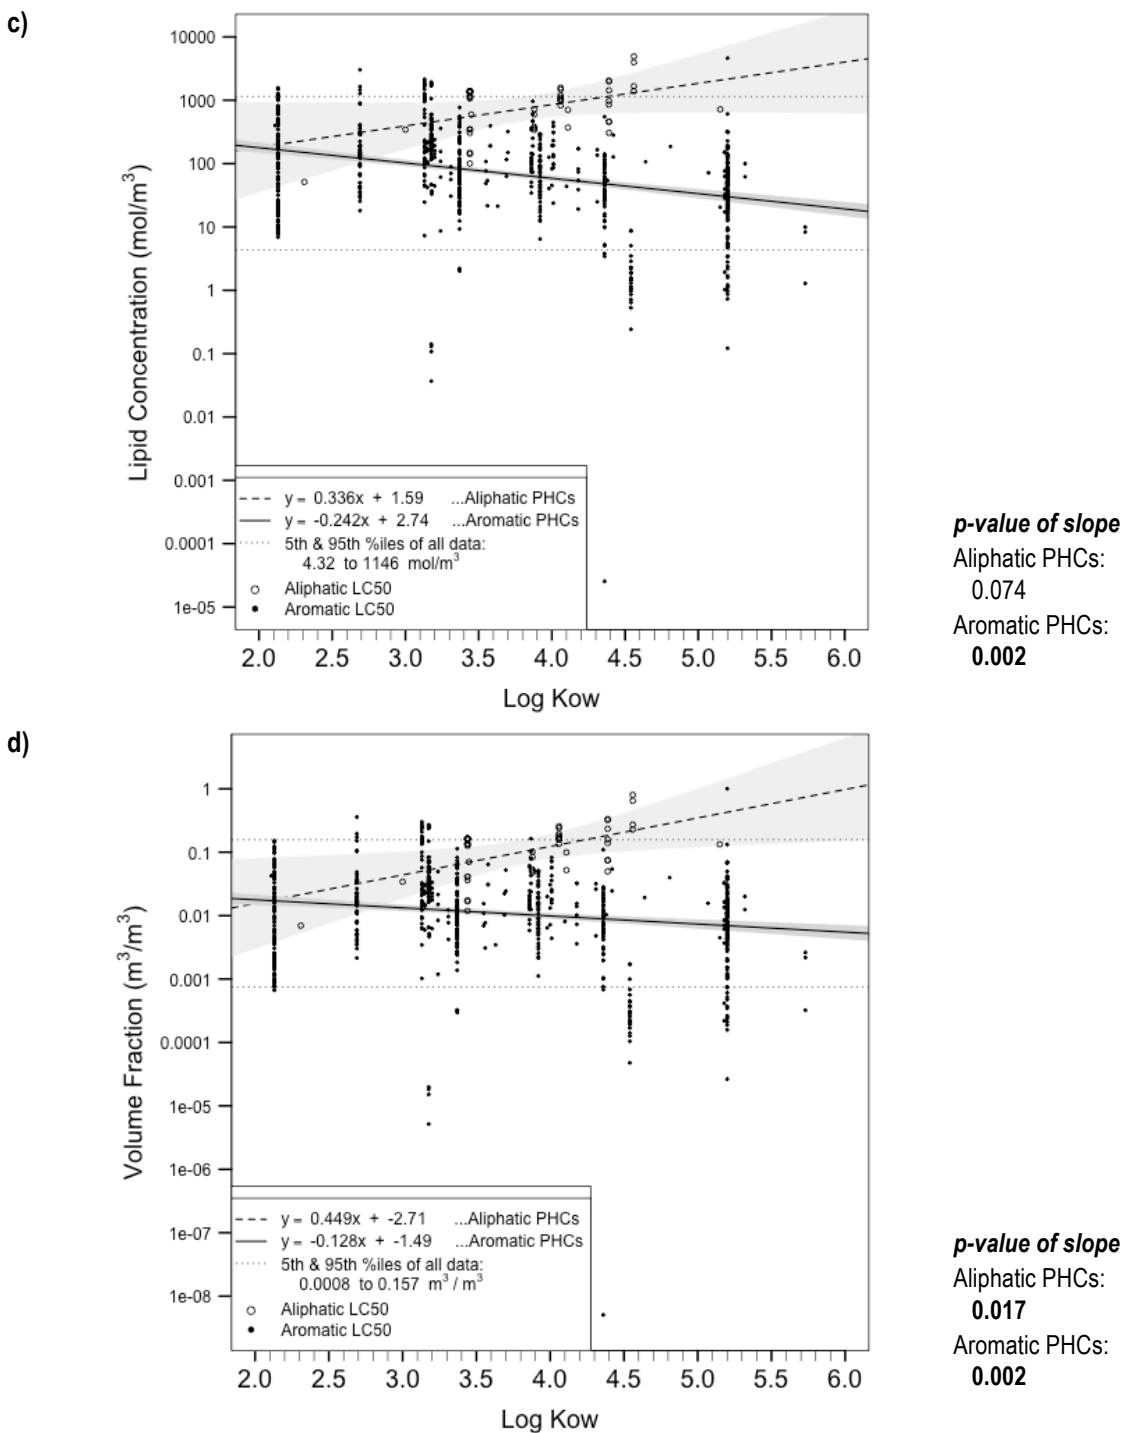 c)
10000
1000
100
10
1
0.1
0.01
0.001
0.0001
1e-05
Lipid Concentration (mol/m³)
y = 0.336x + 1.59 ...Aliphatic PHCs
y = -0.242x + 2.74 ...Aromatic PHCs
5th & 95th %iles of all data:
4.32 to 1146 mol/m³
Aliphatic LC50
Aromatic LC50
2.0 2.5 3.0 3.5 4.0 4.5 5.0 5.5 6.0
Log Kow
p-value of slope
Aliphatic PHCs:
0.074
Aromatic PHCs:
0.002
d)
1
0.1
0.01
0.001
0.0001
1e-05
1e-06
1e-07
1e-08
Volume Fraction (m³/m³)
y = 0.449x + -2.71 ...Aliphatic PHCs
y = -0.128x + -1.49 ...Aromatic PHCs
5th & 95th %iles of all data:
0.0008 to 0.157 m³ / m³
Aliphatic LC50
Aromatic LC50
2.0 2.5 3.0 3.5 4.0 4.5 5.0 5.5 6.0
Log Kow
p-value of slope
Aliphatic PHCs:
0.017
Aromatic PHCs:
0.002